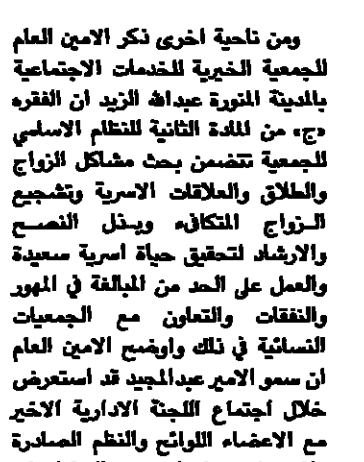 ومن ناحية اخرى ذكر الامين العام
للجمعية الخيرية للخدمات الاجتماعية
بالمدينة المنورة عبدالله الزيد ان الفقره
«ج» من المادة الثانية للنظام الاساسي
للجمعية تتضمن بحث مشاكل الزواج
والطلاق والعلاقات الاسرية وتشجيع
الزواج المتكافىء وبذل النصح
والارشاد لتحقيق حياة اسرية سعيدة
والعمل على الحد من المبالغة في المهور
والنفقات والتعاون مع الجمعيات
النسائية في ذلك واوضح الامين العام
ان سمو الامير عبدالمجيد قد استعرض
خلال اجتماع اللجنة الادارية الاخير
مع الاعضاء اللوائح والنظم الصادرة